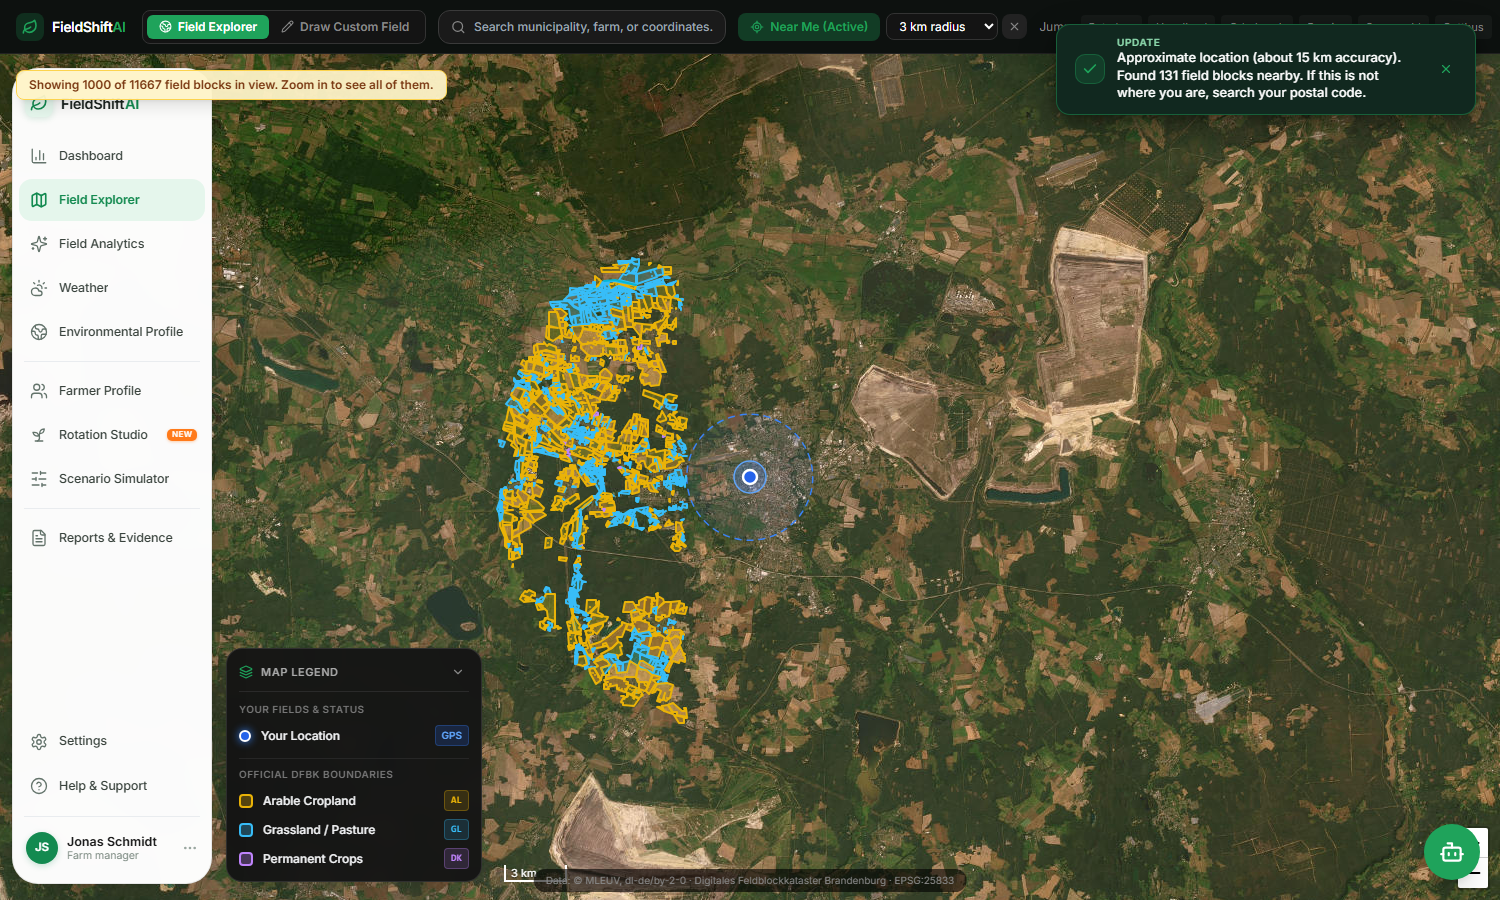 FieldShiftAI
Field Explorer
Draw Custom Field
Search municipality, farm, or coordinates.
Near Me (Active)
3 km radius
UPDATE
Approximate location (about 15 km accuracy).
Found 131 field blocks nearby. If this is not
where you are, search your postal code.
Showing 1000 of 11667 field blocks in view. Zoom in to see all of them.
FieldShiftAI
Dashboard
Field Explorer
Field Analytics
Weather
Environmental Profile
Farmer Profile
Rotation Studio NEW
Scenario Simulator
Reports & Evidence
Settings
Help & Support
JS
Jonas Schmidt
Farm manager
MAP LEGEND
YOUR FIELDS & STATUS
Your Location GPS
OFFICIAL DFBK BOUNDARIES
Arable Cropland AL
Grassland / Pasture GL
Permanent Crops DK
3 km
Data: © MLEUV, dl-de/by-2-0 · Digitales Feldblockkataster Brandenburg · EPSG:25833